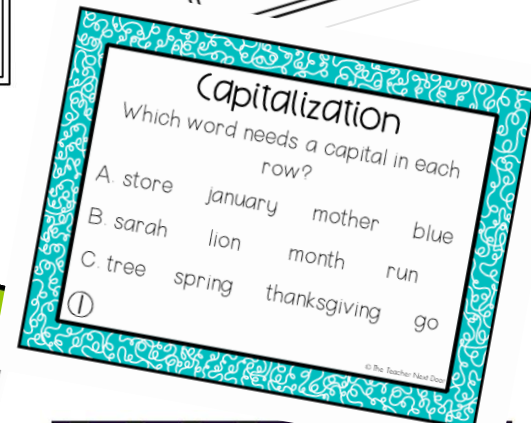 Capitalization
Which word needs a capital in each
row?
A. store january mother blue
B. sarah lion month run
C. tree spring thanksgiving go
1
© The Teacher Next Door